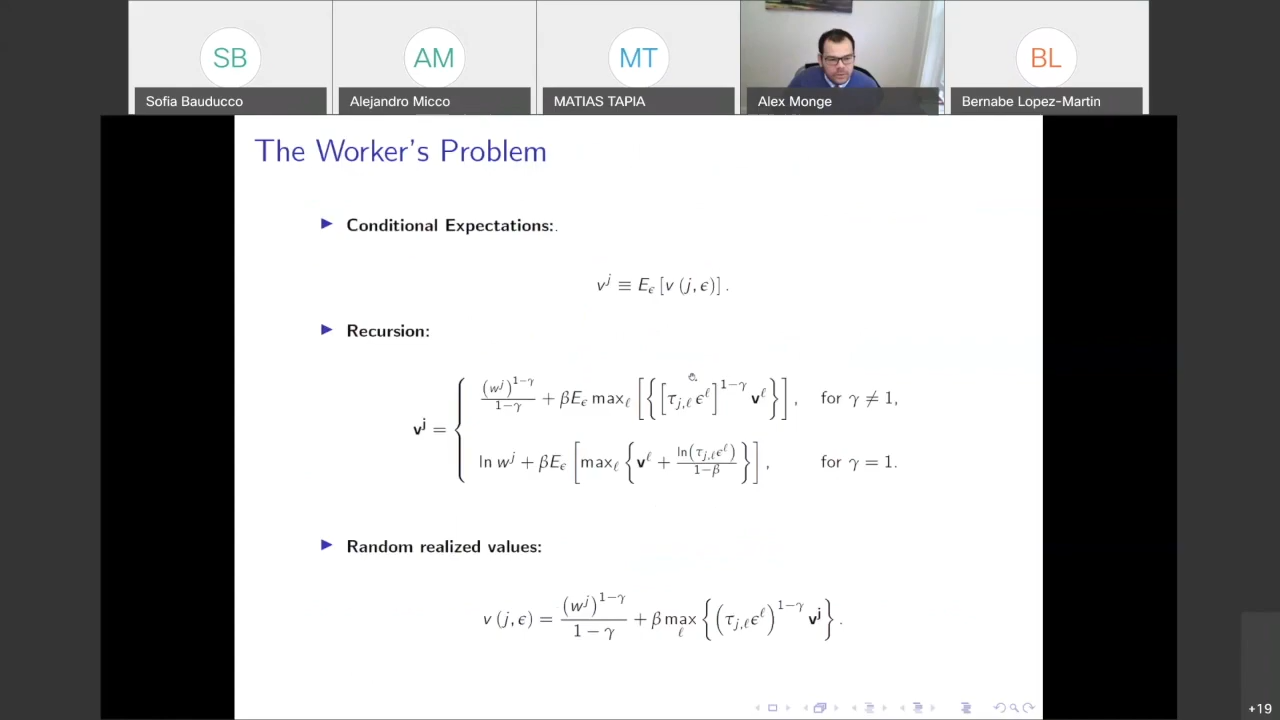 SB
Sofia Bauducco
AM
Alejandro Micco
MT
MATIAS TAPIA
Alex Monge
BL
Bernabe Lopez-Martin
The Worker's Problem
▶ Conditional Expectations:.
v^j ≡ E_ϵ [v (j, ϵ)] .
▶ Recursion:
v^j = { (w^j)^{1−γ} / (1−γ) + βE_ϵ max_ℓ [{ [τ_{j,ℓ} ϵ^ℓ]^{1−γ} v^ℓ }] , for γ ≠ 1,
ln w^j + βE_ϵ [max_ℓ { v^ℓ + ln(τ_{j,ℓ}ϵ^ℓ) / (1−β) }] , for γ = 1.
▶ Random realized values:
v (j, ϵ) = (w^j)^{1−γ} / (1 − γ) + β max_ℓ { (τ_{j,ℓ}ϵ^ℓ)^{1−γ} v^j } .
+19